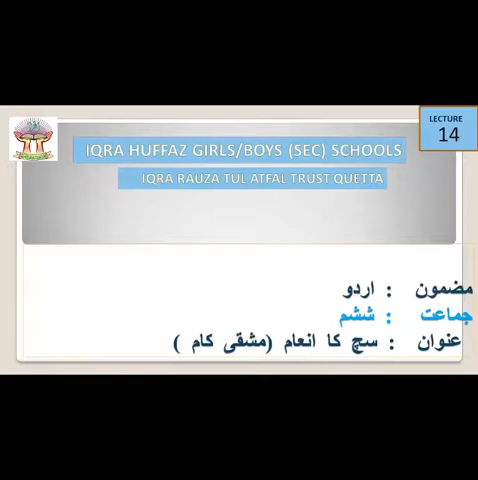 LECTURE
14
IQRA HUFFAZ GIRLS/BOYS (SEC) SCHOOLS
IQRA RAUZA TUL ATFAL TRUST QUETTA
مضمون : اردو
جماعت : ششم
عنوان : سچ کا انعام (مشقی کام )